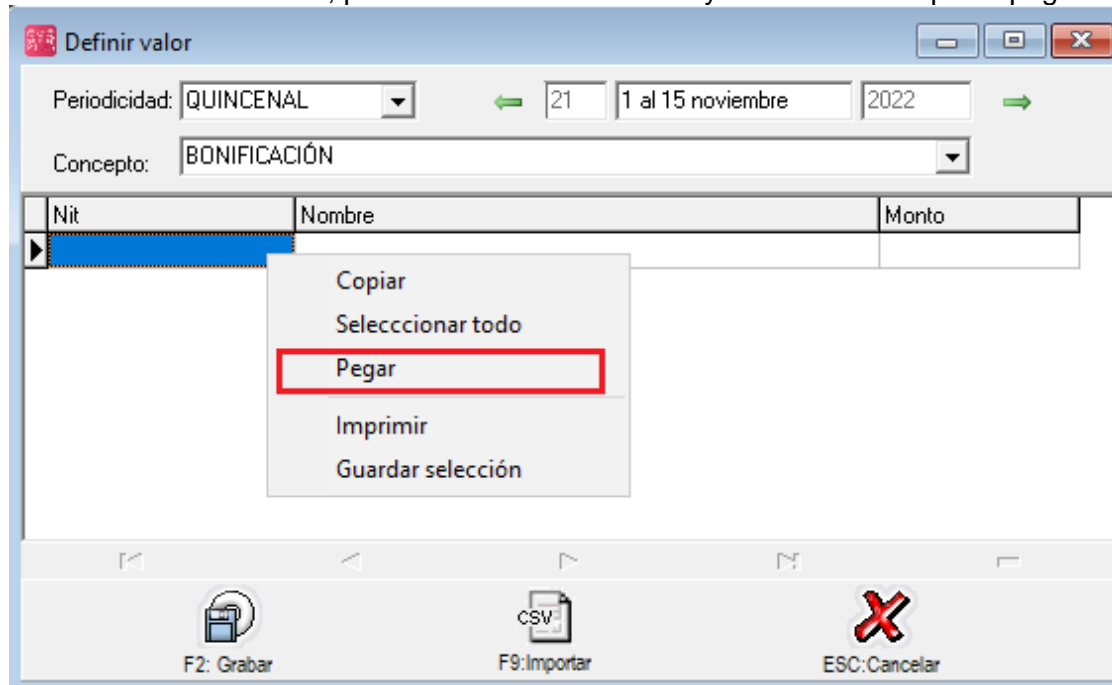 Definir valor
Periodicidad: QUINCENAL 21 1 al 15 noviembre 2022
Concepto: BONIFICACIÓN
Nit Nombre Monto
Copiar
Selecccionar todo
Pegar
Imprimir
Guardar selección
CSV
F2: Grabar F9:Importar ESC:Cancelar